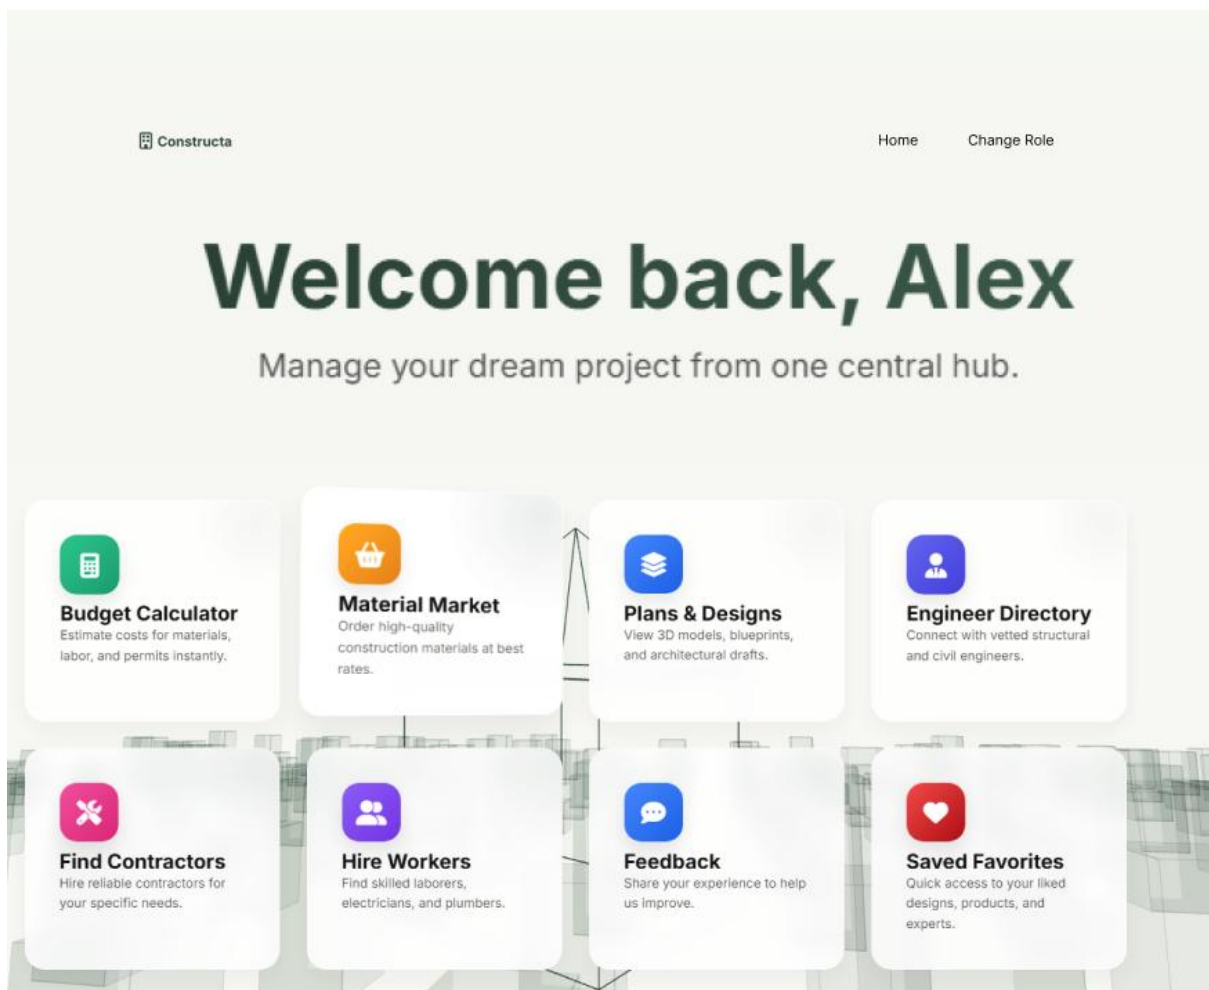 Constructa
Home
Change Role
Welcome back, Alex
Manage your dream project from one central hub.
Budget Calculator
Estimate costs for materials,
labor, and permits instantly.
Material Market
Order high-quality
construction materials at best
rates.
Plans & Designs
View 3D models, blueprints,
and architectural drafts.
Engineer Directory
Connect with vetted structural
and civil engineers.
Find Contractors
Hire reliable contractors for
your specific needs.
Hire Workers
Find skilled laborers,
electricians, and plumbers.
Feedback
Share your experience to help
us improve.
Saved Favorites
Quick access to your liked
designs, products, and
experts.